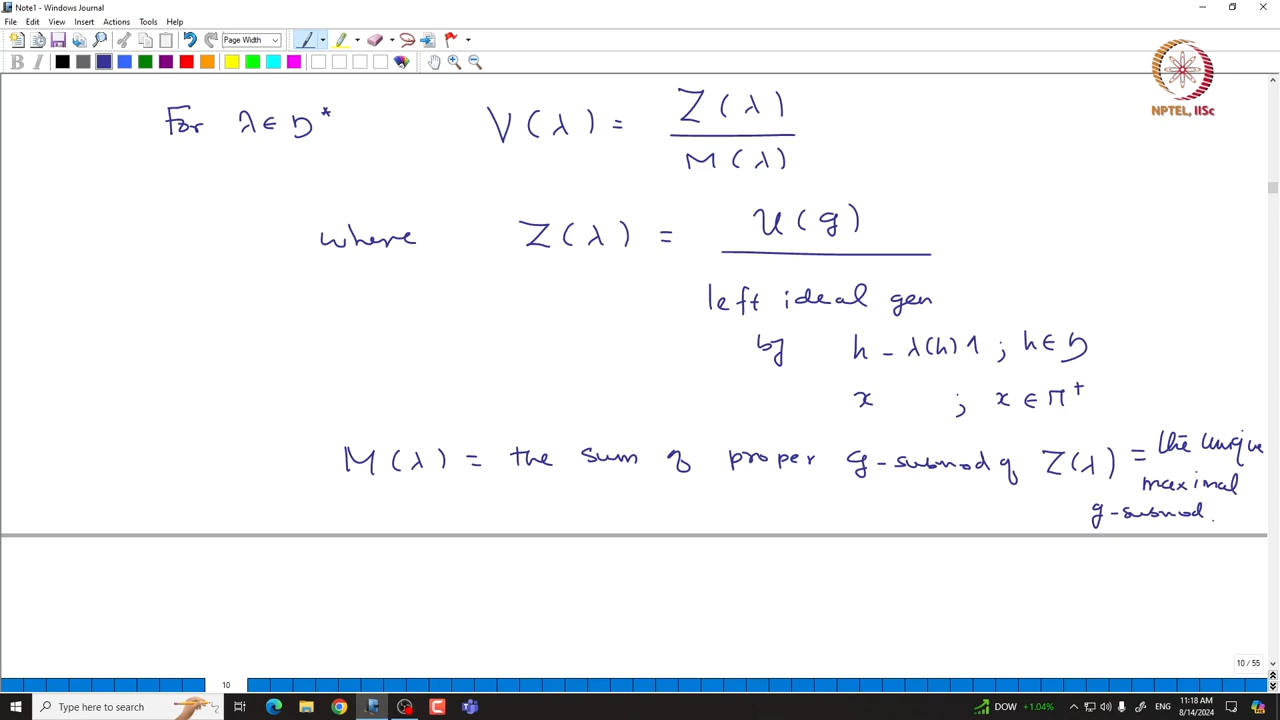 Note1 - Windows Journal
File Edit View Insert Actions Tools Help
Page Width
NPTEL, IISc
For λ ∈ 𝔥* V(λ) = Z(λ) / M(λ)
where Z(λ) = U(g) /
left ideal gen
by h - λ(h)1 ; h ∈ 𝔥
x ; x ∈ n+
M(λ) = the sum of proper g-submod of Z(λ) = the unique
maximal
g-submod.
10 / 55
10
Type here to search
DOW +1.04%
11:18 AM
8/14/2024